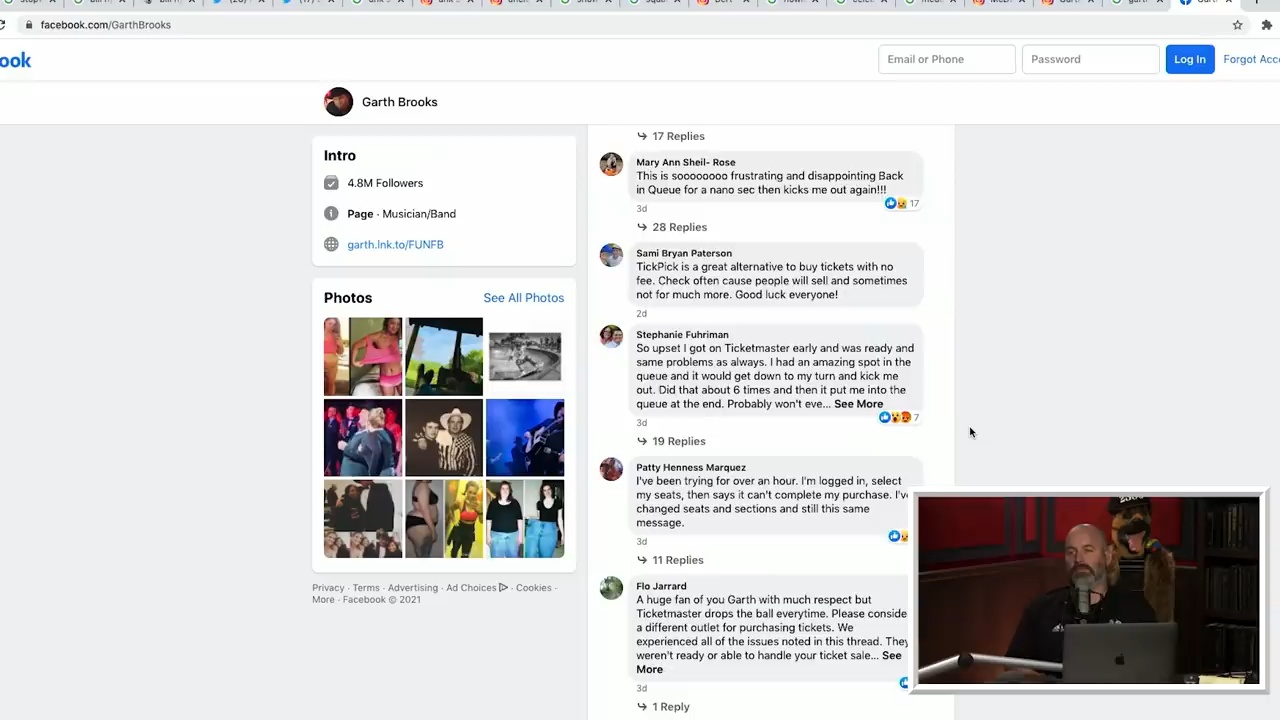 facebook.com/GarthBrooks
ook
Email or Phone
Password
Log In
Forgot Acc
Garth Brooks
Intro
4.8M Followers
Page · Musician/Band
garth.lnk.to/FUNFB
Photos
See All Photos
Privacy · Terms · Advertising · Ad Choices · Cookies ·
More · Facebook © 2021
17 Replies
Mary Ann Sheil- Rose
This is soooooooo frustrating and disappointing Back
in Queue for a nano sec then kicks me out again!!!
17
3d
28 Replies
Sami Bryan Paterson
TickPick is a great alternative to buy tickets with no
fee. Check often cause people will sell and sometimes
not for much more. Good luck everyone!
2d
Stephanie Fuhriman
So upset I got on Ticketmaster early and was ready and
same problems as always. I had an amazing spot in the
queue and it would get down to my turn and kick me
out. Did that about 6 times and then it put me into the
queue at the end. Probably won't eve... See More
7
3d
19 Replies
Patty Henness Marquez
I've been trying for over an hour. I'm logged in, select
my seats, then says it can't complete my purchase. I'v
changed seats and sections and still this same
message.
3d
11 Replies
Flo Jarrard
A huge fan of you Garth with much respect but
Ticketmaster drops the ball everytime. Please conside
a different outlet for purchasing tickets. We
experienced all of the issues noted in this thread. They
weren't ready or able to handle your ticket sale... See
More
3d
1 Reply